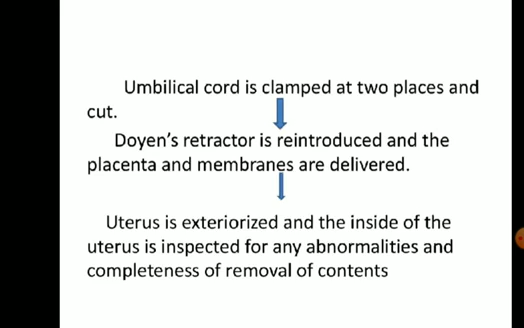 Umbilical cord is clamped at two places and
cut.
Doyen's retractor is reintroduced and the
placenta and membranes are delivered.
Uterus is exteriorized and the inside of the
uterus is inspected for any abnormalities and
completeness of removal of contents